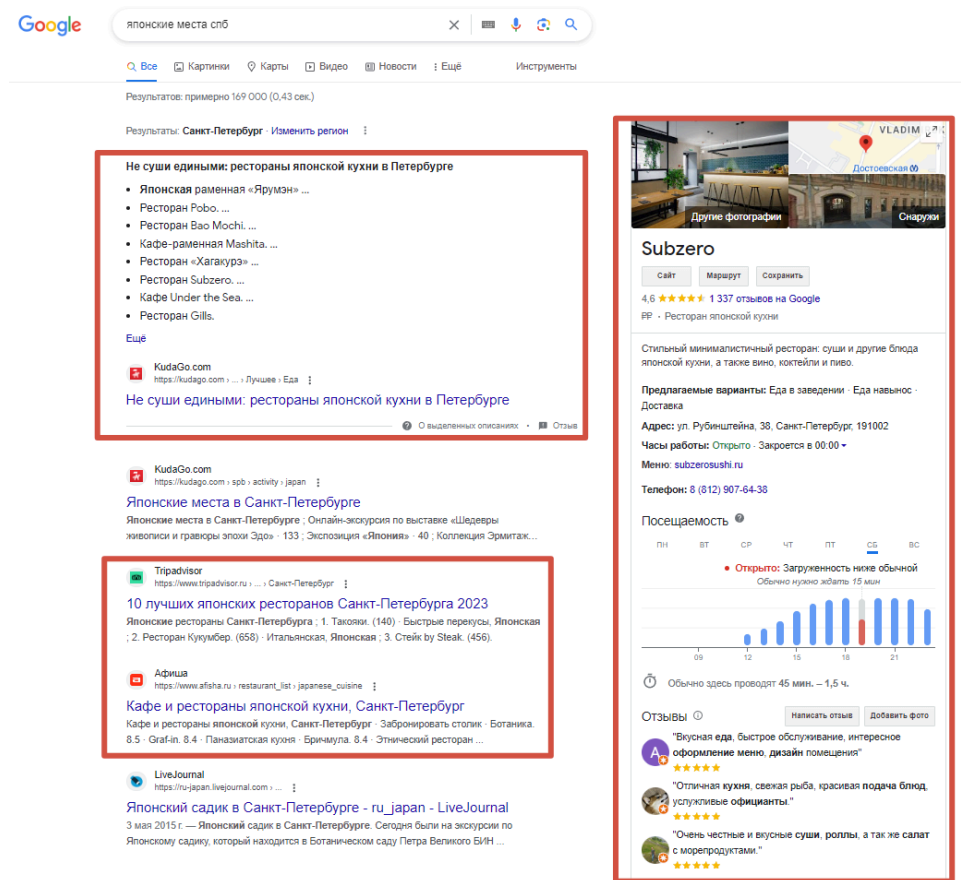 Google
японские места спб
Все
Картинки
Карты
Видео
Новости
Ещё
Инструменты
Результатов: примерно 169 000 (0,43 сек.)
Результаты: Санкт-Петербург · Изменить регион
Не суши едиными: рестораны японской кухни в Петербурге
• Японская раменная «Ярумэн» ...
• Ресторан Pobo. ...
• Ресторан Bao Mochi. ...
• Кафе-раменная Mashita. ...
• Ресторан «Хагакурэ» ...
• Ресторан Subzero. ...
• Кафе Under the Sea. ...
• Ресторан Gills.
Ещё
KudaGo.com
https://kudago.com › ... › Лучшее › Еда
Не суши едиными: рестораны японской кухни в Петербурге
О выделенных описаниях · Отзыв
KudaGo.com
https://kudago.com › spb › activity › japan
Японские места в Санкт-Петербурге
Японские места в Санкт-Петербурге ; Онлайн-экскурсия по выставке «Шедевры
живописи и гравюры эпохи Эдо» · 133 ; Экспозиция «Япония» · 40 ; Коллекция Эрмитаж...
Tripadvisor
https://www.tripadvisor.ru › ... › Санкт-Петербург
10 лучших японских ресторанов Санкт-Петербурга 2023
Японские рестораны Санкт-Петербурга ; 1. Такояки. (140) · Быстрые перекусы, Японская
; 2. Ресторан Кукумбер. (658) · Итальянская, Японская ; 3. Стейк by Steak. (456).
Афиша
https://www.afisha.ru › restaurant_list › japanese_cuisine
Кафе и рестораны японской кухни, Санкт-Петербург
Кафе и рестораны японской кухни, Санкт-Петербург · Забронировать столик · Ботаника.
8.5 · Graf-in. 8.4 · Паназиатская кухня · Бричмула. 8.4 · Этнический ресторан ...
LiveJournal
https://ru-japan.livejournal.com › ...
Японский садик в Санкт-Петербурге - ru_japan - LiveJournal
3 мая 2015 г. — Японский садик в Санкт-Петербурге. Сегодня были на экскурсии по
Японскому садику, который находится в Ботаническом саду Петра Великого БИН ...
VLADIM
Достоевская
Другие фотографии
Снаружи
Subzero
Сайт
Маршрут
Сохранить
4,6 1 337 отзывов на Google
₽₽ · Ресторан японской кухни
Стильный минималистичный ресторан: суши и другие блюда
японской кухни, а также вино, коктейли и пиво.
Предлагаемые варианты: Еда в заведении · Еда навынос ·
Доставка
Адрес: ул. Рубинштейна, 38, Санкт-Петербург, 191002
Часы работы: Открыто · Закроется в 00:00
Меню: subzerosushi.ru
Телефон: 8 (812) 907-64-38
Посещаемость
ПН ВТ СР ЧТ ПТ СБ ВС
• Открыто: Загруженность ниже обычной
Обычно нужно ждать 15 мин
09 12 15 18 21
Обычно здесь проводят 45 мин. – 1,5 ч.
Отзывы
Написать отзыв
Добавить фото
A
"Вкусная еда, быстрое обслуживание, интересное
оформление меню, дизайн помещения"
"Отличная кухня, свежая рыба, красивая подача блюд,
услужливые официанты."
"Очень честные и вкусные суши, роллы, а так же салат
с морепродуктами."